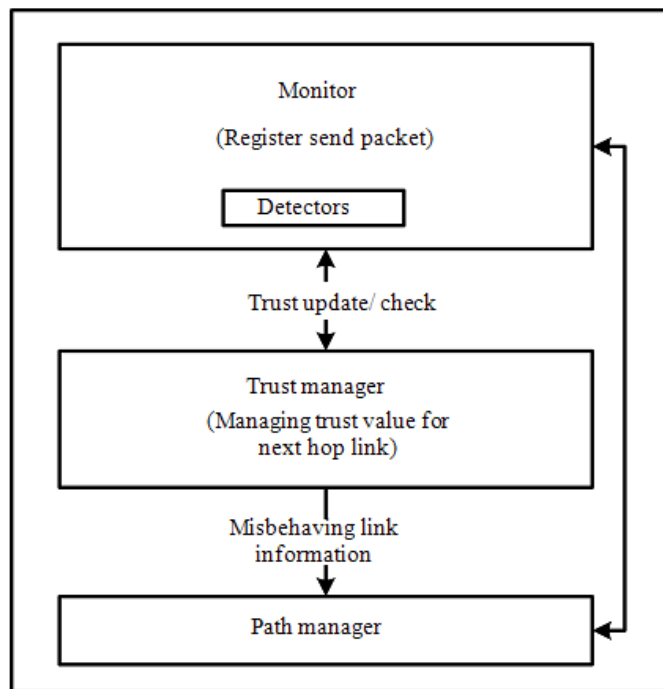 Monitor
(Register send packet)
Detectors
Trust update/ check
Trust manager
(Managing trust value for
next hop link)
Misbehaving link
information
Path manager